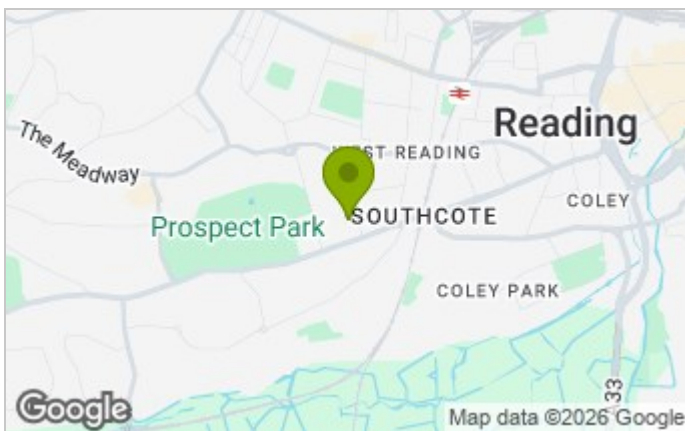 Reading
The Meadway
WEST READING
Prospect Park
SOUTHCOTE
COLEY
COLEY PARK
33
Google
Map data ©2026 Google